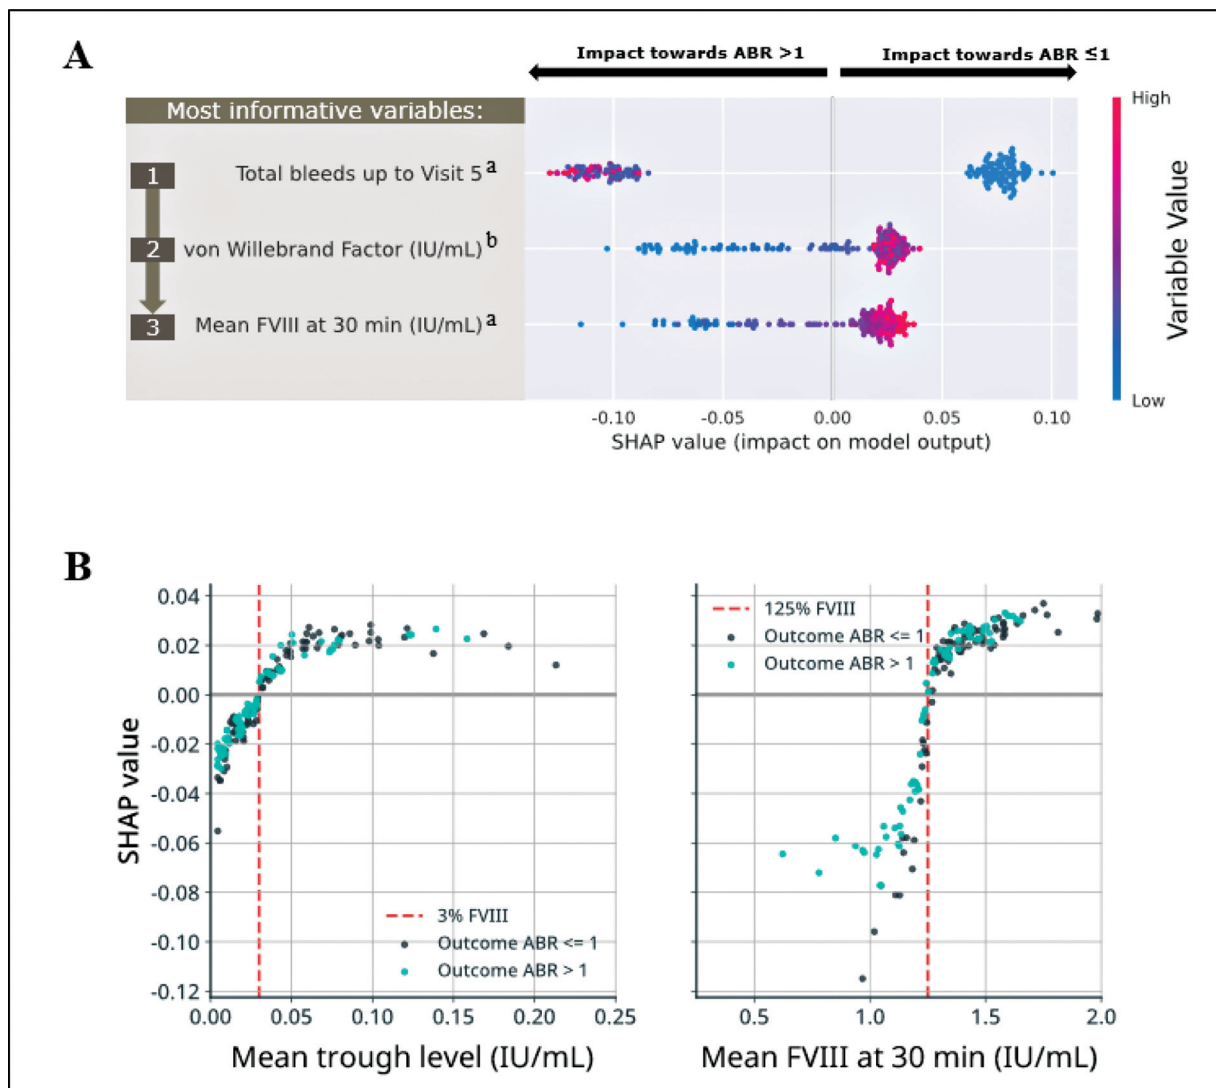 A
Impact towards ABR >1
Impact towards ABR ≤1
Most informative variables:
1 Total bleeds up to Visit 5 a
2 von Willebrand Factor (IU/mL) b
3 Mean FVIII at 30 min (IU/mL) a
High
Variable Value
Low
-0.10 -0.05 0.00 0.05 0.10
SHAP value (impact on model output)
B
SHAP value
0.04
0.02
0.00
-0.02
-0.04
-0.06
-0.08
-0.10
-0.12
3% FVIII
Outcome ABR <= 1
Outcome ABR > 1
0.00 0.05 0.10 0.15 0.20 0.25
Mean trough level (IU/mL)
125% FVIII
Outcome ABR <= 1
Outcome ABR > 1
0.5 1.0 1.5 2.0
Mean FVIII at 30 min (IU/mL)